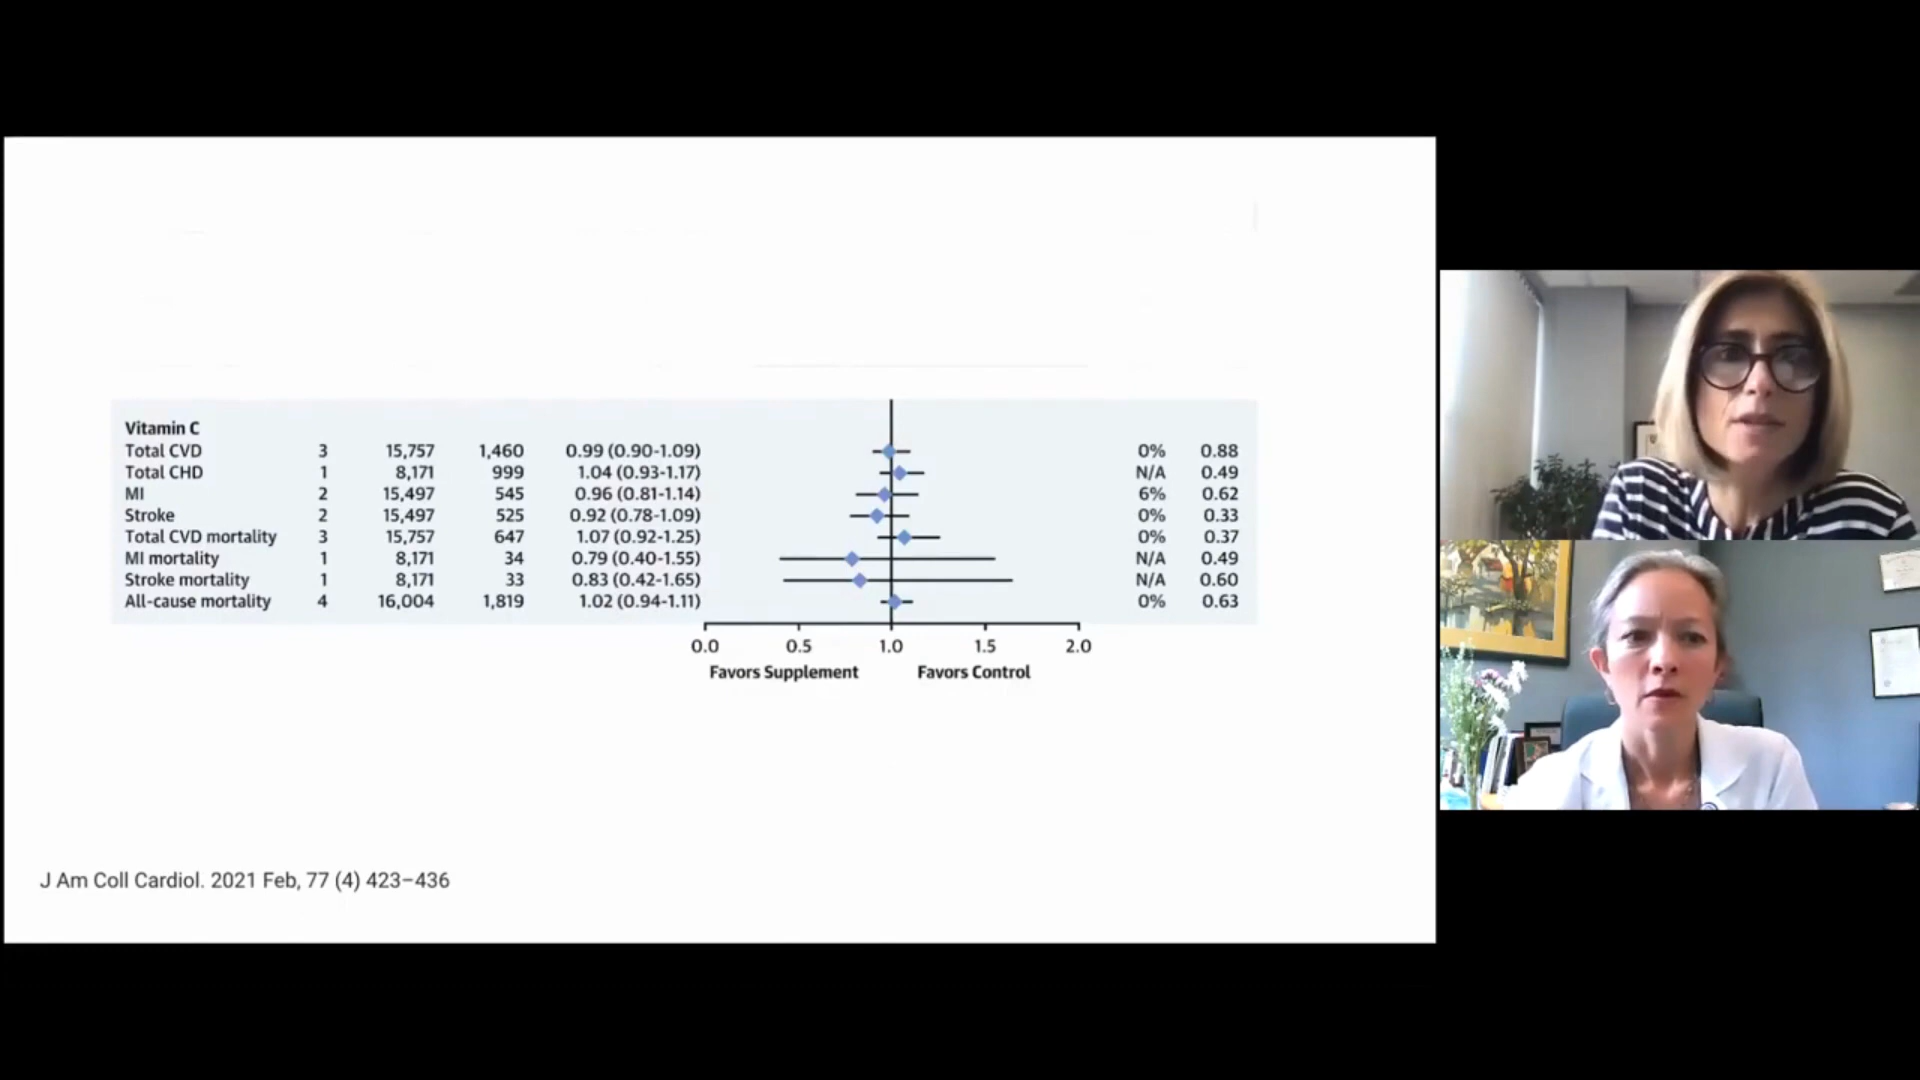 Vitamin C
Total CVD 3 15,757 1,460 0.99 (0.90-1.09) 0% 0.88
Total CHD 1 8,171 999 1.04 (0.93-1.17) N/A 0.49
MI 2 15,497 545 0.96 (0.81-1.14) 6% 0.62
Stroke 2 15,497 525 0.92 (0.78-1.09) 0% 0.33
Total CVD mortality 3 15,757 647 1.07 (0.92-1.25) 0% 0.37
MI mortality 1 8,171 34 0.79 (0.40-1.55) N/A 0.49
Stroke mortality 1 8,171 33 0.83 (0.42-1.65) N/A 0.60
All-cause mortality 4 16,004 1,819 1.02 (0.94-1.11) 0% 0.63
0.0 0.5 1.0 1.5 2.0
Favors Supplement Favors Control
J Am Coll Cardiol. 2021 Feb, 77 (4) 423–436